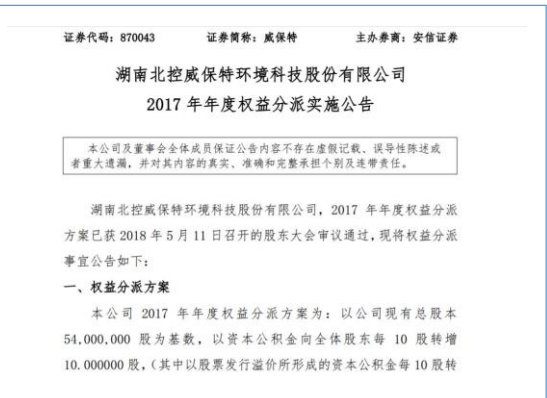 证券代码：870043 证券简称：威保特 主办券商：安信证券
湖南北控威保特环境科技股份有限公司
2017 年年度权益分派实施公告
本公司及董事会全体成员保证公告内容不存在虚假记载、误导性陈述或
者重大遗漏，并对其内容的真实、准确和完整承担个别及连带责任。
湖南北控威保特环境科技股份有限公司，2017 年年度权益分派
方案已获 2018 年 5 月 11 日召开的股东大会审议通过，现将权益分派
事宜公告如下：
一、权益分派方案
本公司 2017 年年度权益分派方案为：以公司现有总股本
54,000,000 股为基数，以资本公积金向全体股东每 10 股转增
10.000000 股，（其中以股票发行溢价所形成的资本公积金每 10 股转